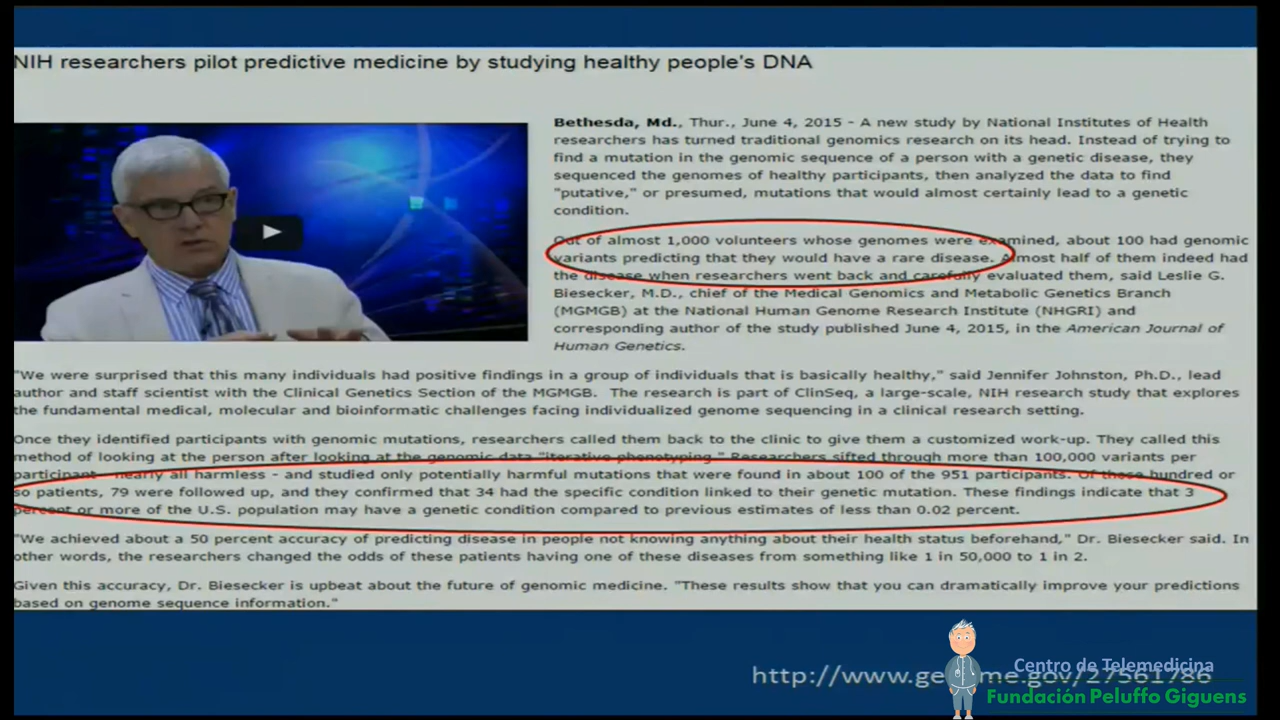 NIH researchers pilot predictive medicine by studying healthy people's DNA
Bethesda, Md., Thur., June 4, 2015 - A new study by National Institutes of Health
researchers has turned traditional genomics research on its head. Instead of trying to
find a mutation in the genomic sequence of a person with a genetic disease, they
sequenced the genomes of healthy participants, then analyzed the data to find
"putative," or presumed, mutations that would almost certainly lead to a genetic
condition.
Out of almost 1,000 volunteers whose genomes were examined, about 100 had genomic
variants predicting that they would have a rare disease. Almost half of them indeed had
the disease when researchers went back and carefully evaluated them, said Leslie G.
Biesecker, M.D., chief of the Medical Genomics and Metabolic Genetics Branch
(MGMGB) at the National Human Genome Research Institute (NHGRI) and
corresponding author of the study published June 4, 2015, in the American Journal of
Human Genetics.
"We were surprised that this many individuals had positive findings in a group of individuals that is basically healthy," said Jennifer Johnston, Ph.D., lead
author and staff scientist with the Clinical Genetics Section of the MGMGB. The research is part of ClinSeq, a large-scale, NIH research study that explores
the fundamental medical, molecular and bioinformatic challenges facing individualized genome sequencing in a clinical research setting.
Once they identified participants with genomic mutations, researchers called them back to the clinic to give them a customized work-up. They called this
method of looking at the person after looking at the genomic data "iterative phenotyping." Researchers sifted through more than 100,000 variants per
participant - nearly all harmless - and studied only potentially harmful mutations that were found in about 100 of the 951 participants. Of those hundred or
so patients, 79 were followed up, and they confirmed that 34 had the specific condition linked to their genetic mutation. These findings indicate that 3
percent or more of the U.S. population may have a genetic condition compared to previous estimates of less than 0.02 percent.
"We achieved about a 50 percent accuracy of predicting disease in people not knowing anything about their health status beforehand," Dr. Biesecker said. In
other words, the researchers changed the odds of these patients having one of these diseases from something like 1 in 50,000 to 1 in 2.
Given this accuracy, Dr. Biesecker is upbeat about the future of genomic medicine. "These results show that you can dramatically improve your predictions
based on genome sequence information."
Centro de Telemedicina
Fundación Peluffo Giguens